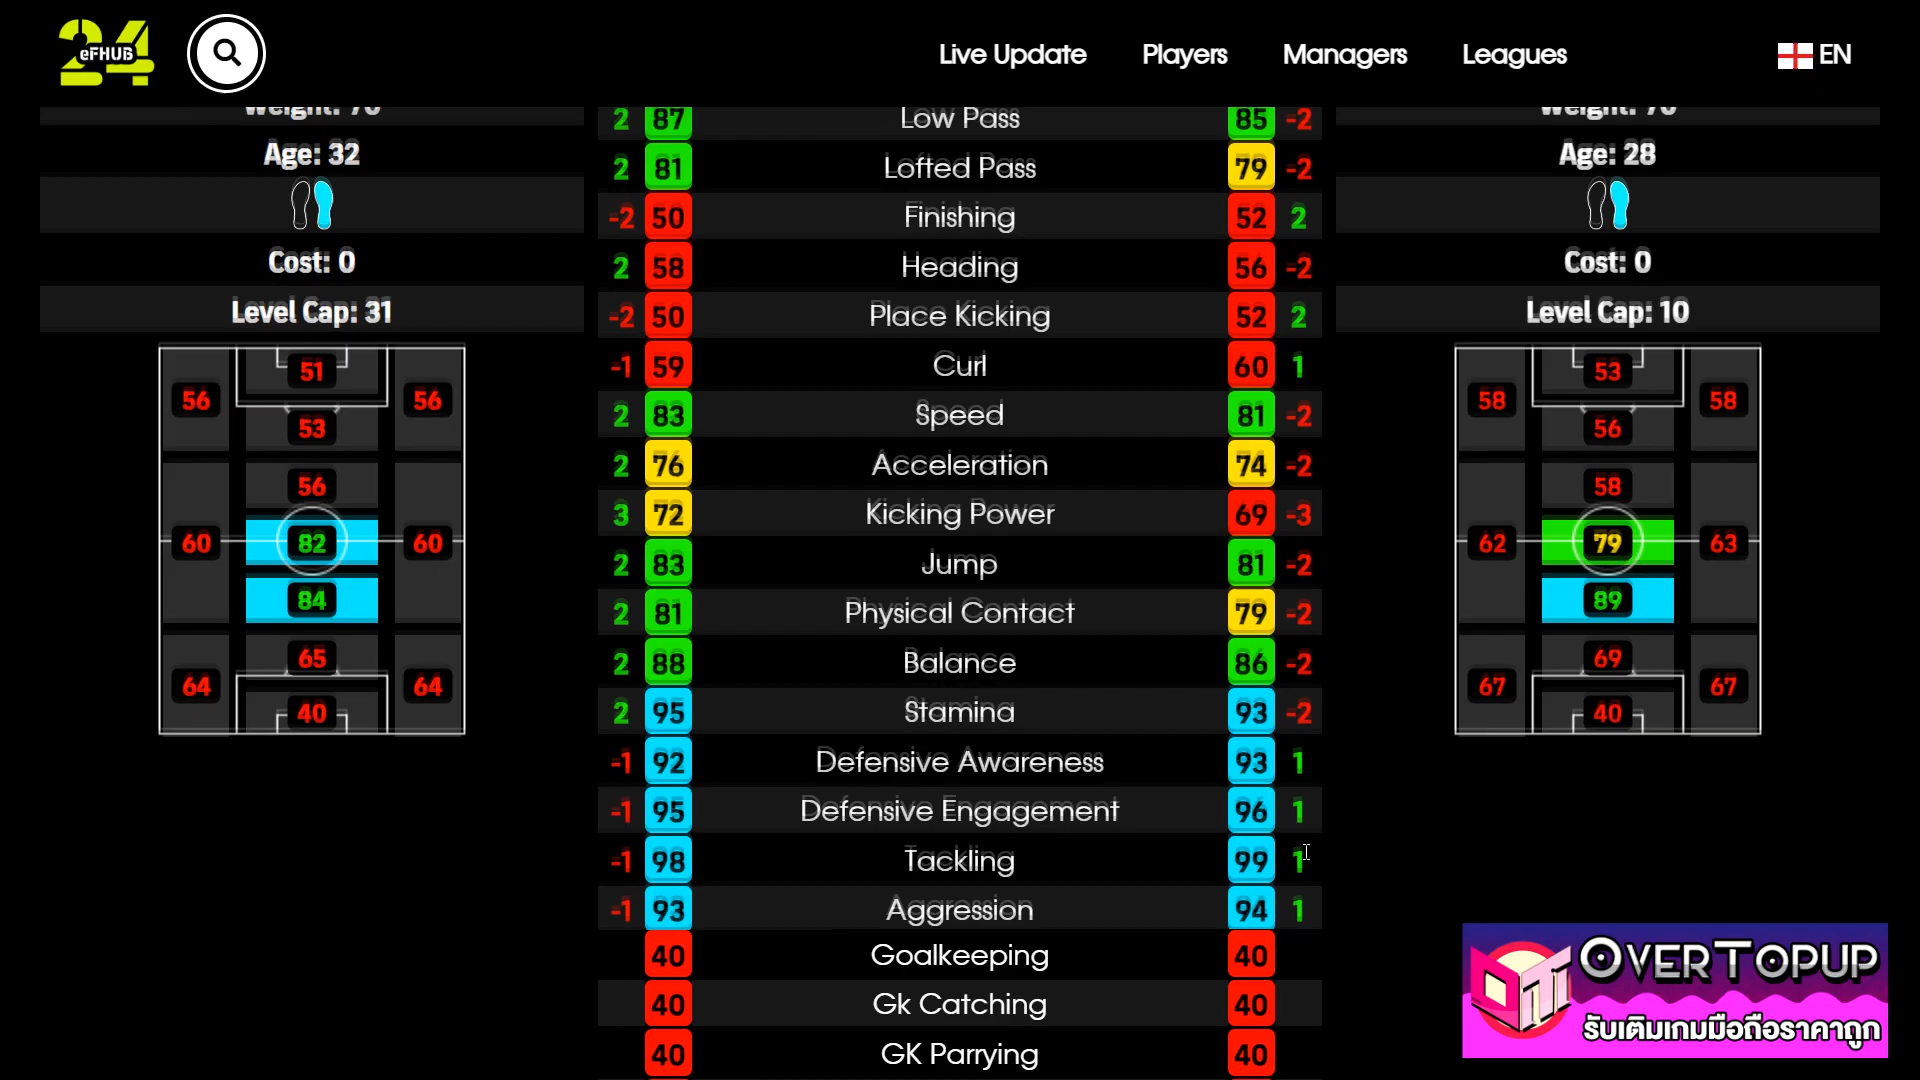 24
eFHUB
Live Update
Players
Managers
Leagues
EN
Weight: 70
Age: 32
Cost: 0
Level Cap: 31
51
56
56
53
56
60
82
60
84
65
64
64
40
2 87 Low Pass 85 -2
2 81 Lofted Pass 79 -2
-2 50 Finishing 52 2
2 58 Heading 56 -2
-2 50 Place Kicking 52 2
-1 59 Curl 60 1
2 83 Speed 81 -2
2 76 Acceleration 74 -2
3 72 Kicking Power 69 -3
2 83 Jump 81 -2
2 81 Physical Contact 79 -2
2 88 Balance 86 -2
2 95 Stamina 93 -2
-1 92 Defensive Awareness 93 1
-1 95 Defensive Engagement 96 1
-1 98 Tackling 99 1
-1 93 Aggression 94 1
40 Goalkeeping 40
40 Gk Catching 40
40 GK Parrying 40
Weight: 70
Age: 28
Cost: 0
Level Cap: 10
53
58
58
56
58
62
79
63
89
69
67
67
40
OVERTOPUP
รับเติมเกมมือถือราคาถูก